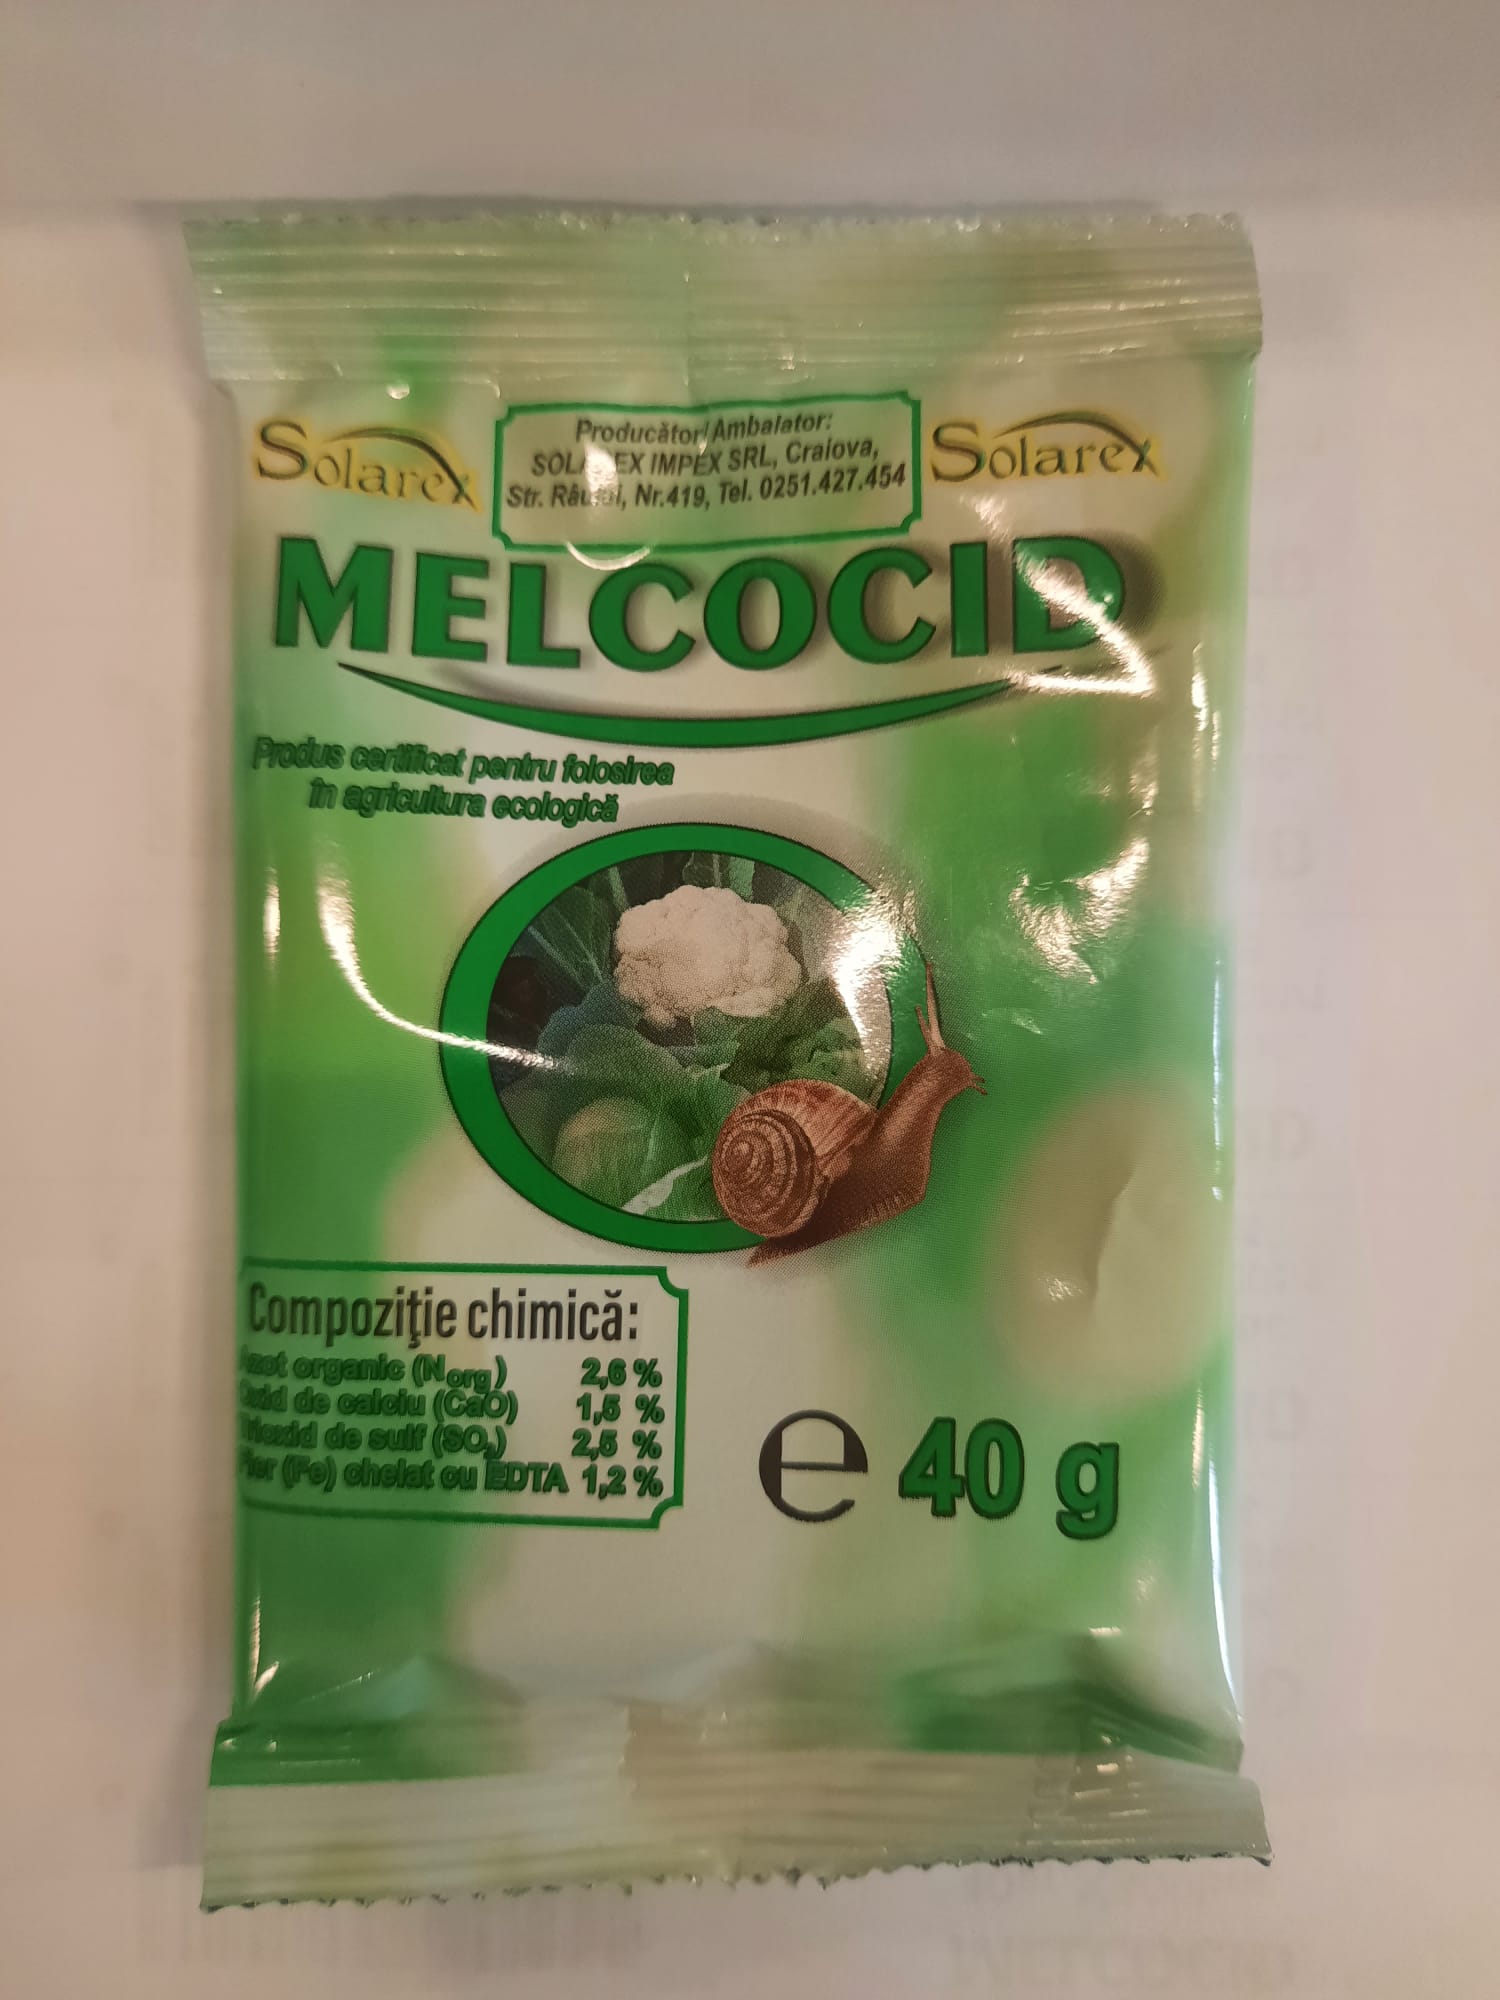 Solarex
Producător/Ambalator:
IMPEX SRL, Craiova,
Str. Nr.419, Tel. 0251.427.454
Solarex
MELCOCID
Produs certificat pentru folosirea
în agricultura ecologică
Compoziţie chimică:
Azot organic (Norg) 2,6 %
Oxid de calciu (CaO) 1,5 %
Trioxid de sulf (SO3) 2,5 %
Fier (Fe) chelat cu EDTA 1,2 %
e 40 g